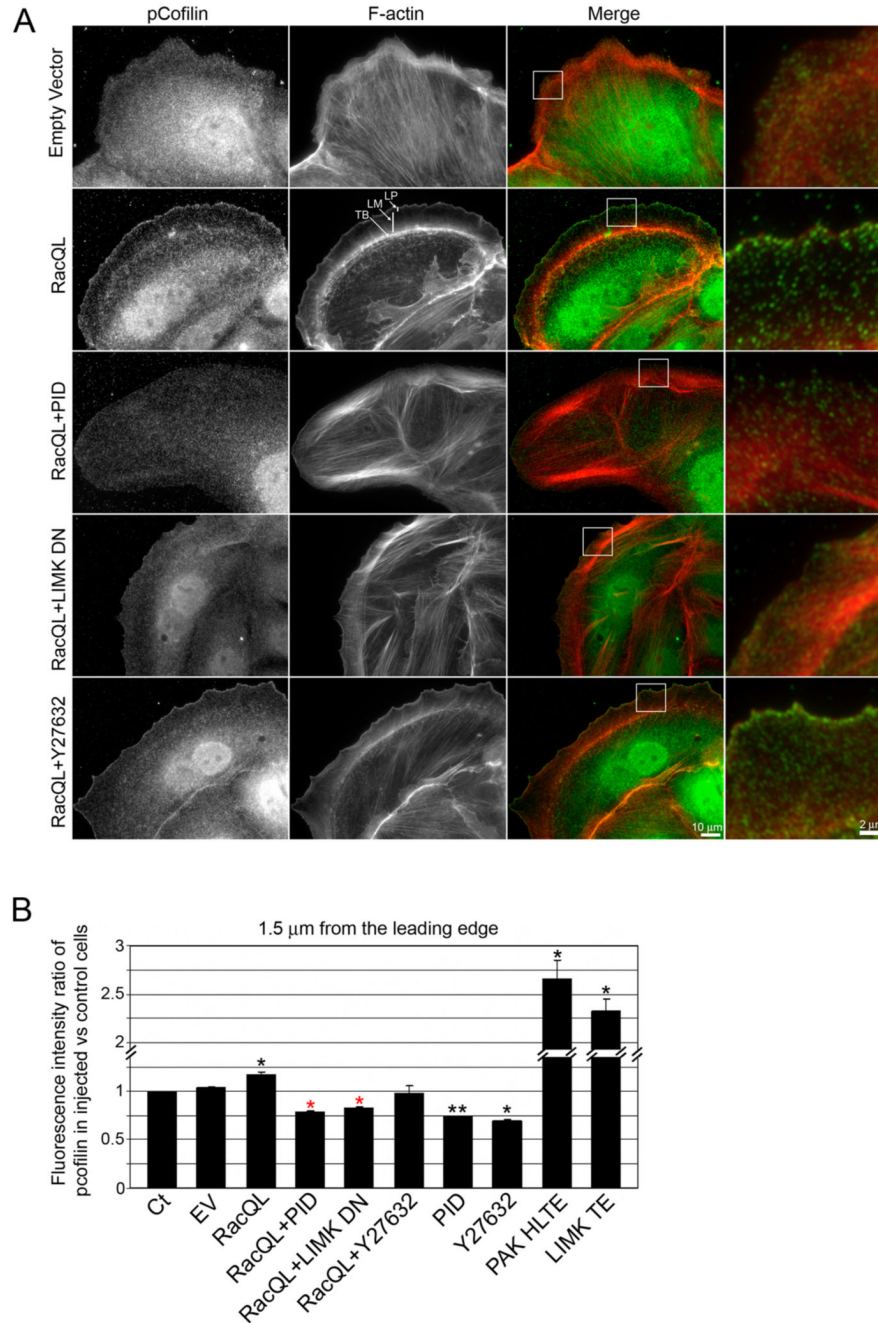 A
pCofilin F-actin Merge
Empty Vector
RacQL
LP
LM
TB
RacQL+PID
RacQL+LIMK DN
RacQL+Y27632
10 μm
2 μm
B
1.5 μm from the leading edge
Fluorescence intensity ratio of
pcofilin in injected vs control cells
3
2.5
2
1
0.5
0
*
*
*
*
*
**
*
Ct EV RacQL RacQL+PID RacQL+LIMK DN RacQL+Y27632 PID Y27632 PAK HLTE LIMK TE